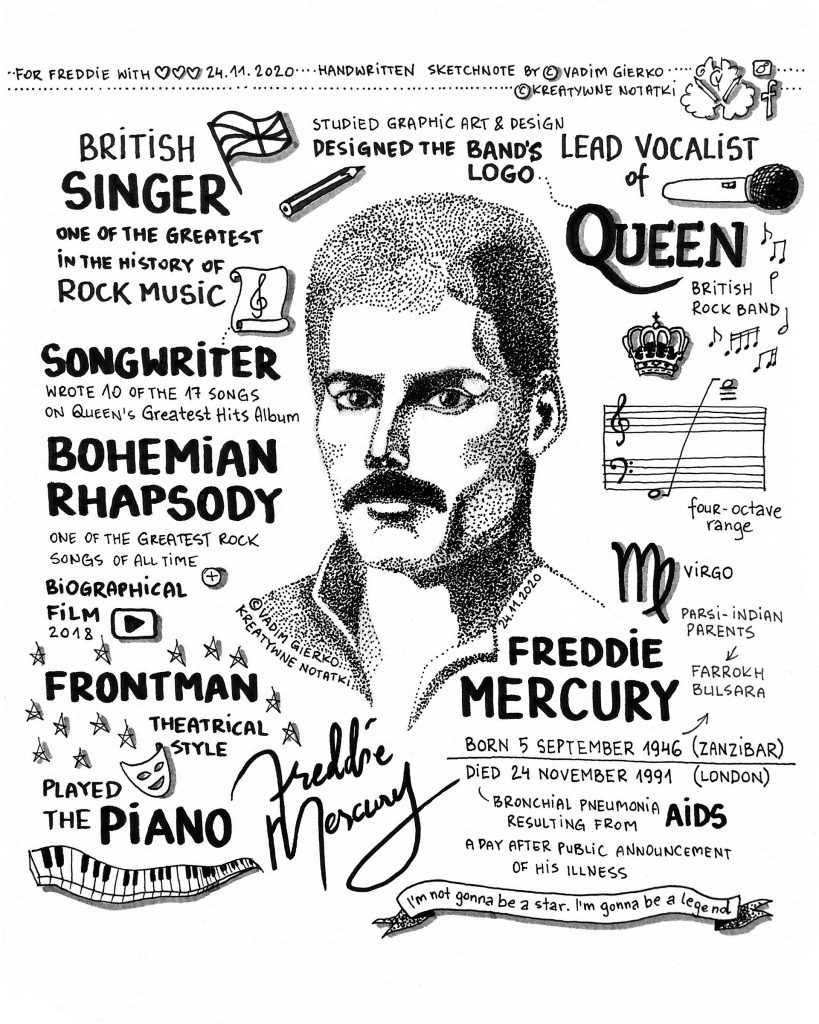 FOR FREDDIE WITH ♡♡♡ 24.11.2020
HANDWRITTEN SKETCHNOTE BY © VADIM GIERKO
© KREATYWNE NOTATKI
BRITISH
SINGER
ONE OF THE GREATEST
IN THE HISTORY OF
ROCK MUSIC
STUDIED GRAPHIC ART & DESIGN
DESIGNED THE BAND'S
LOGO
LEAD VOCALIST
of
QUEEN
BRITISH
ROCK BAND
SONGWRITER
WROTE 10 OF THE 17 SONGS
ON QUEEN'S Greatest Hits Album
BOHEMIAN
RHAPSODY
ONE OF THE GREATEST ROCK
SONGS OF ALL TIME
BIOGRAPHICAL
FILM
2018
four-octave
range
VIRGO
PARSI-INDIAN
PARENTS
FARROKH
BULSARA
© VADIM GIERKO
KREATYWNE NOTATKI
24.11.2020
FRONTMAN
THEATRICAL
STYLE
PLAYED
THE PIANO
Freddie
Mercury
FREDDIE
MERCURY
BORN 5 SEPTEMBER 1946 (ZANZIBAR)
DIED 24 NOVEMBER 1991 (LONDON)
BRONCHIAL PNEUMONIA
RESULTING FROM AIDS
A DAY AFTER PUBLIC ANNOUNCEMENT
OF HIS ILLNESS
I'm not gonna be a star. I'm gonna be a legend